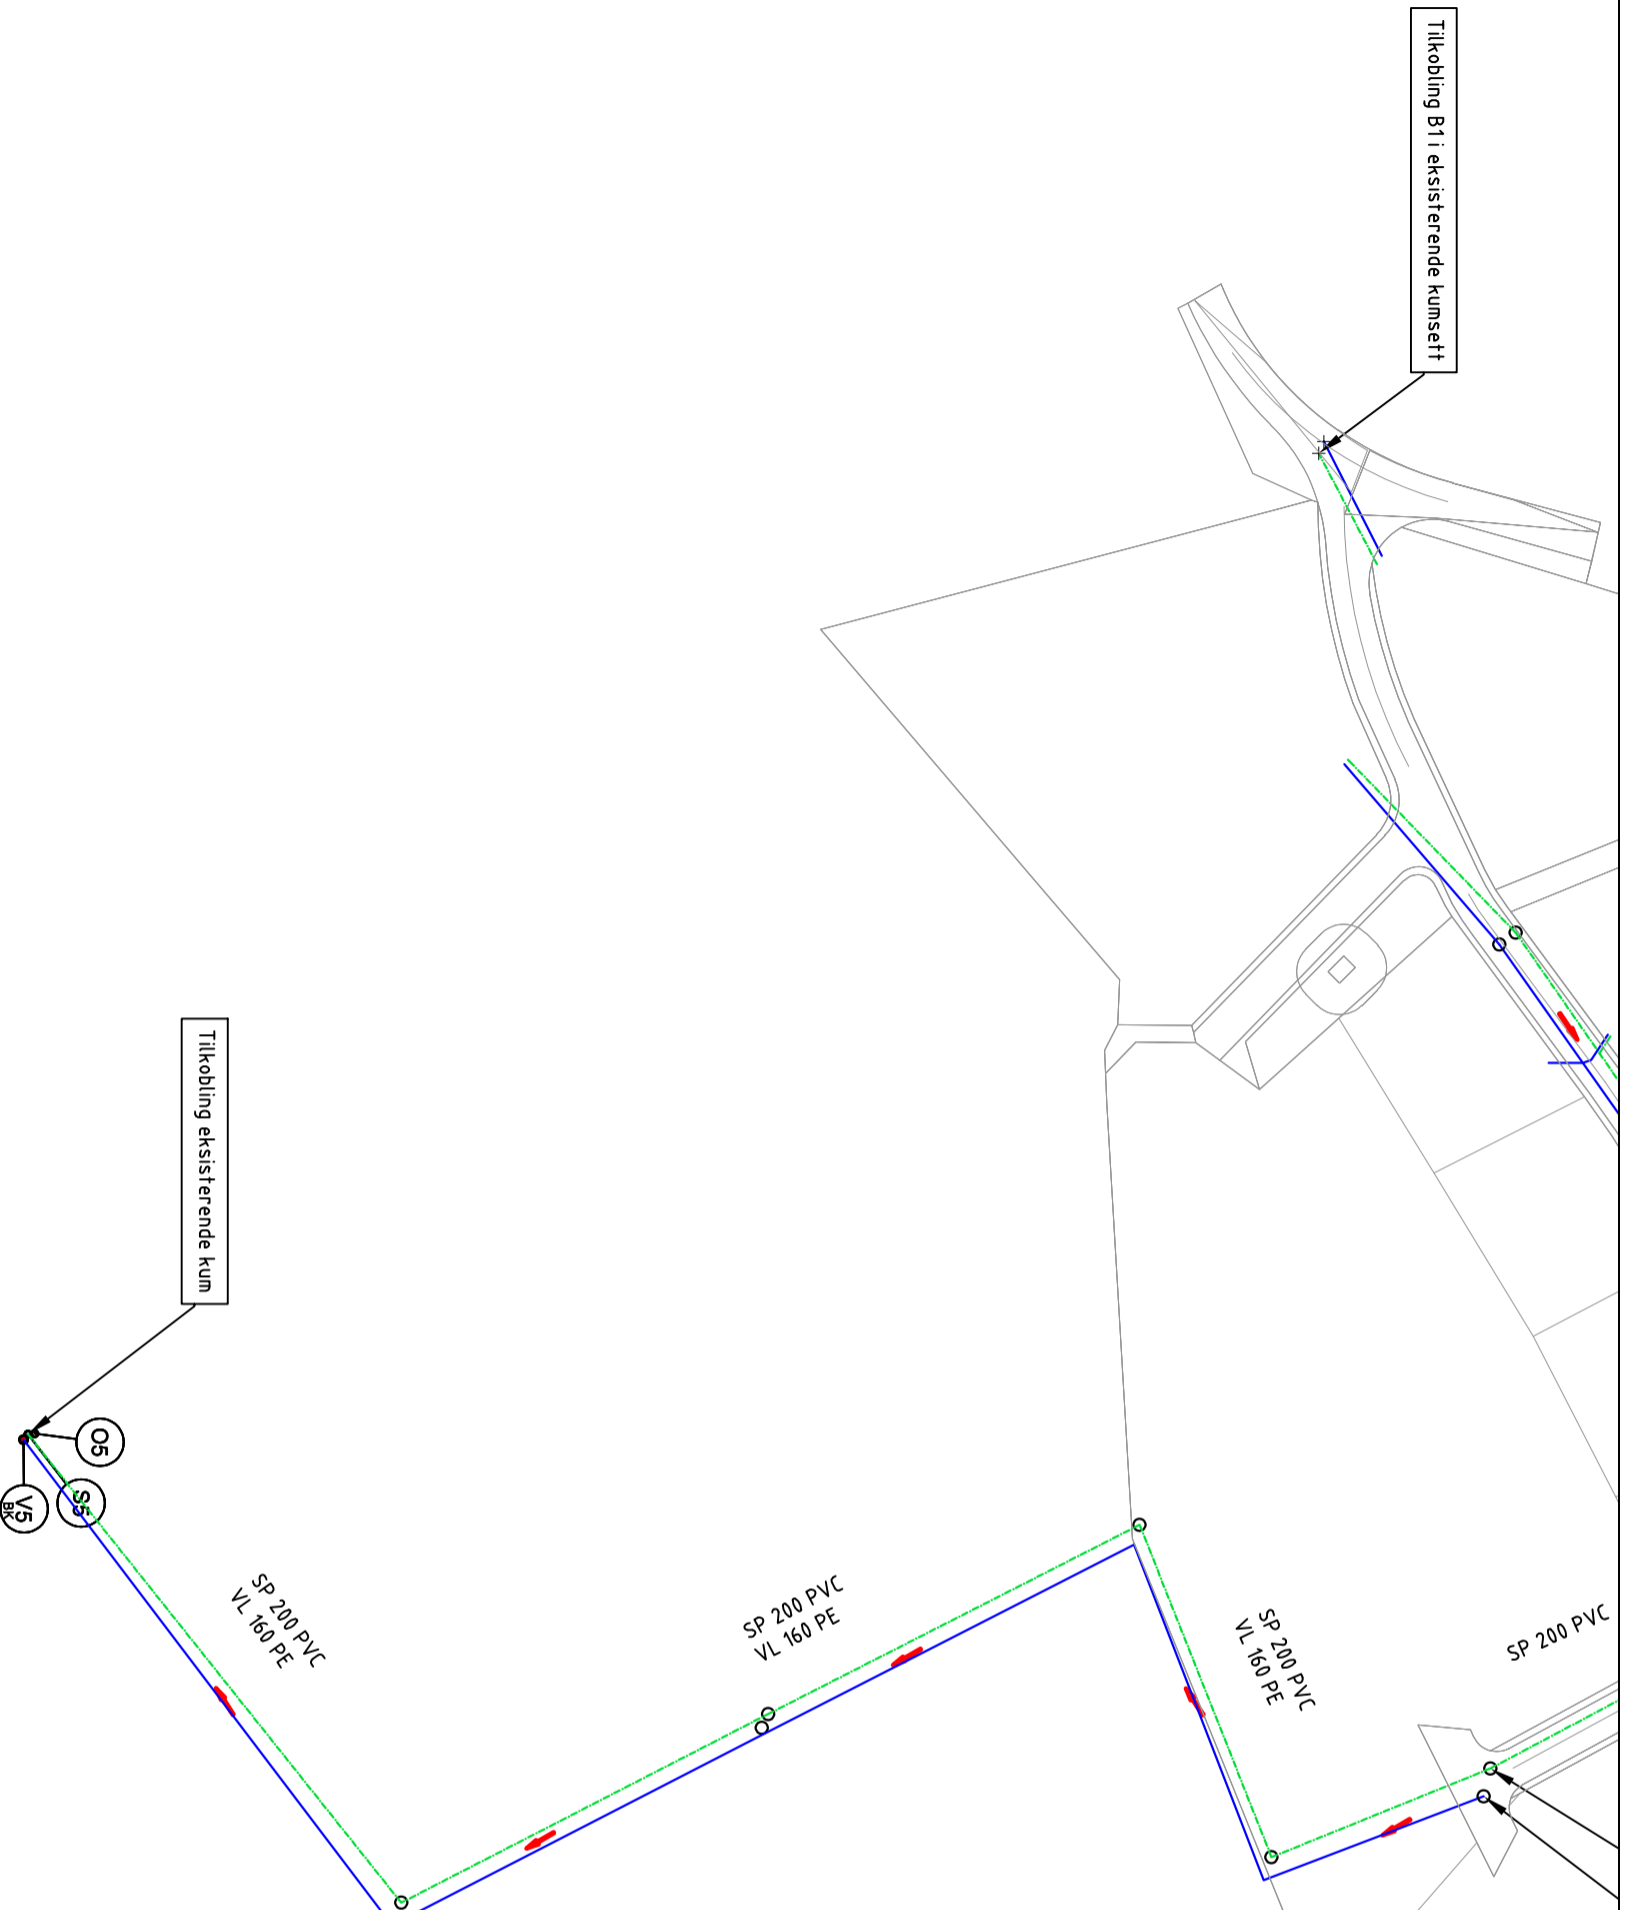 Tilkobling B1 i eksisterende kumsett
Tilkobling eksisterende kum
O5
S5
V5
BK
SP 200 PVC
VL 160 PE
SP 200 PVC
VL 160 PE
SP 200 PVC
VL 160 PE
SP 200 PVC